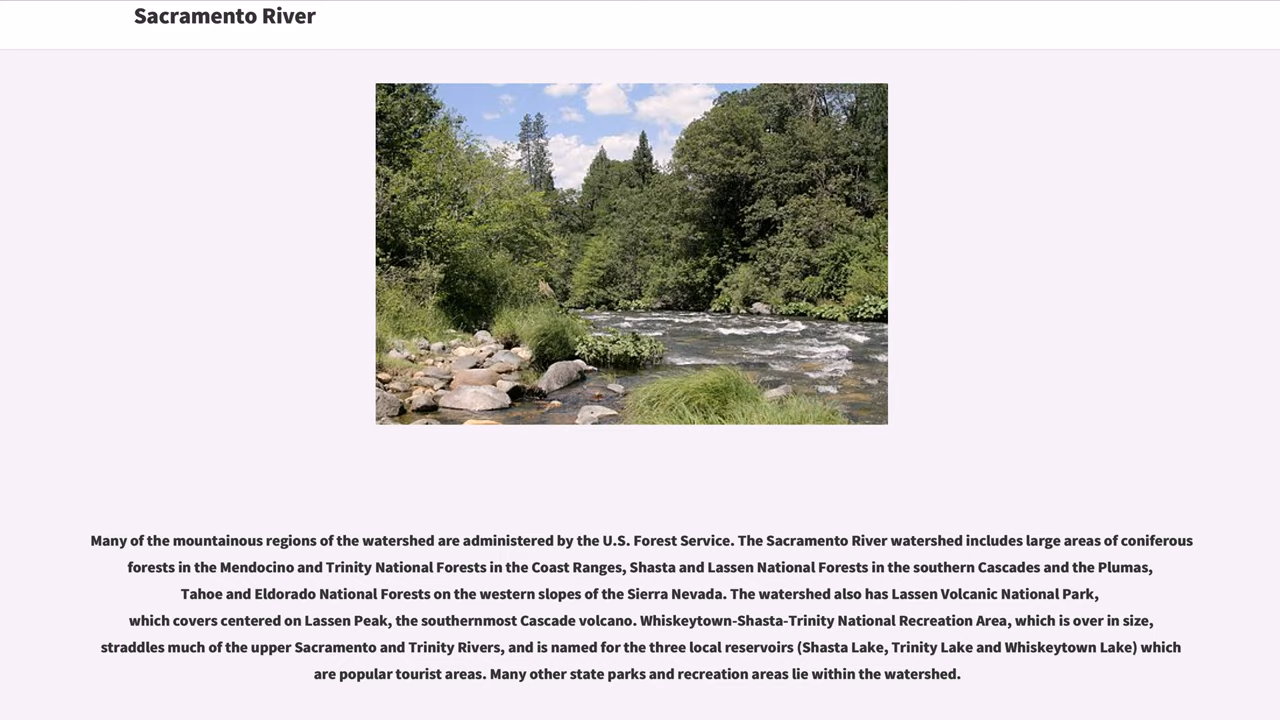 Sacramento River
Many of the mountainous regions of the watershed are administered by the U.S. Forest Service. The Sacramento River watershed includes large areas of coniferous
forests in the Mendocino and Trinity National Forests in the Coast Ranges, Shasta and Lassen National Forests in the southern Cascades and the Plumas,
Tahoe and Eldorado National Forests on the western slopes of the Sierra Nevada. The watershed also has Lassen Volcanic National Park,
which covers centered on Lassen Peak, the southernmost Cascade volcano. Whiskeytown-Shasta-Trinity National Recreation Area, which is over in size,
straddles much of the upper Sacramento and Trinity Rivers, and is named for the three local reservoirs (Shasta Lake, Trinity Lake and Whiskeytown Lake) which
are popular tourist areas. Many other state parks and recreation areas lie within the watershed.